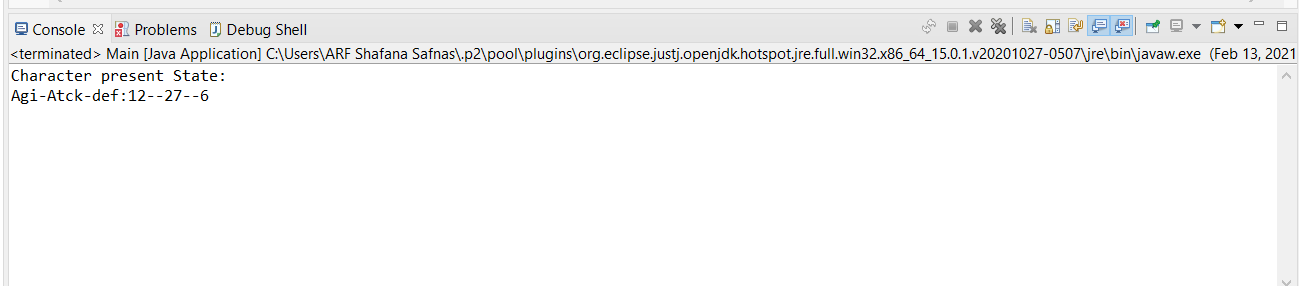 Console Problems Debug Shell
<terminated> Main [Java Application] C:\Users\ARF Shafana Safnas\.p2\pool\plugins\org.eclipse.justj.openjdk.hotspot.jre.full.win32.x86_64_15.0.1.v20201027-0507\jre\bin\javaw.exe (Feb 13, 2021
Character present State:
Agi-Atck-def:12--27--6